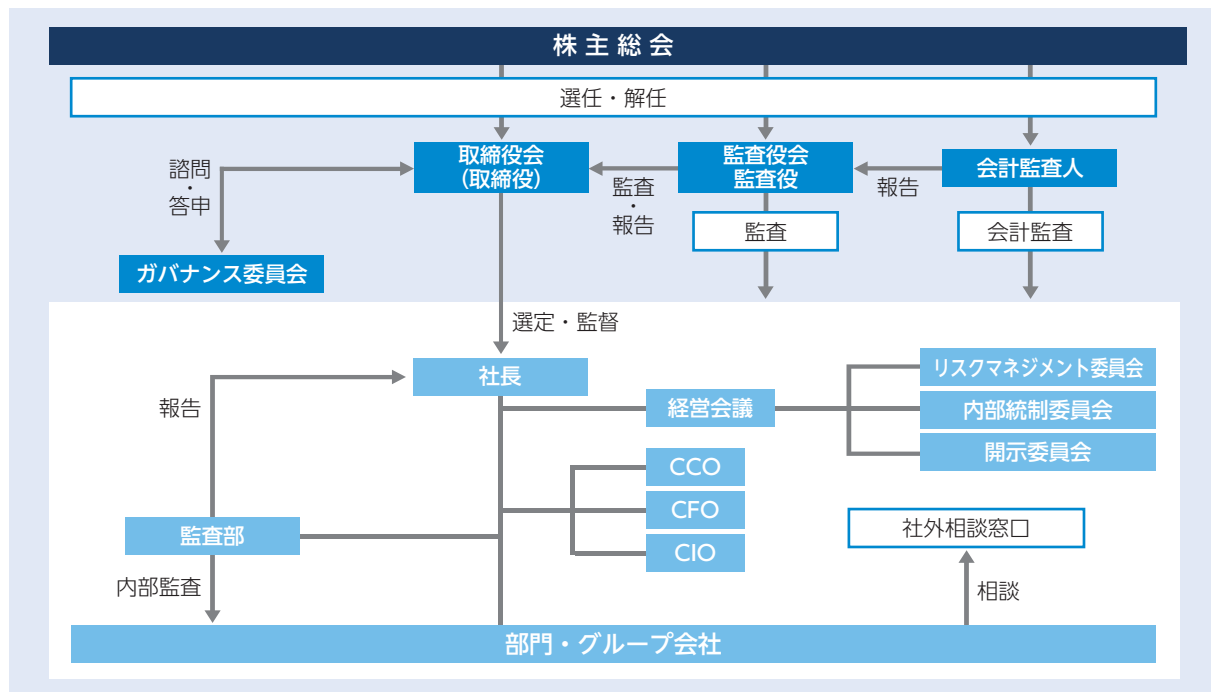 株主総会
選任・解任
諮問
・
答申
取締役会
(取締役)
監査
・
報告
監査役会
監査役
報告
会計監査人
監査
会計監査
ガバナンス委員会
選定・監督
社長
報告
経営会議
リスクマネジメント委員会
内部統制委員会
開示委員会
CCO
CFO
CIO
監査部
社外相談窓口
内部監査
相談
部門・グループ会社